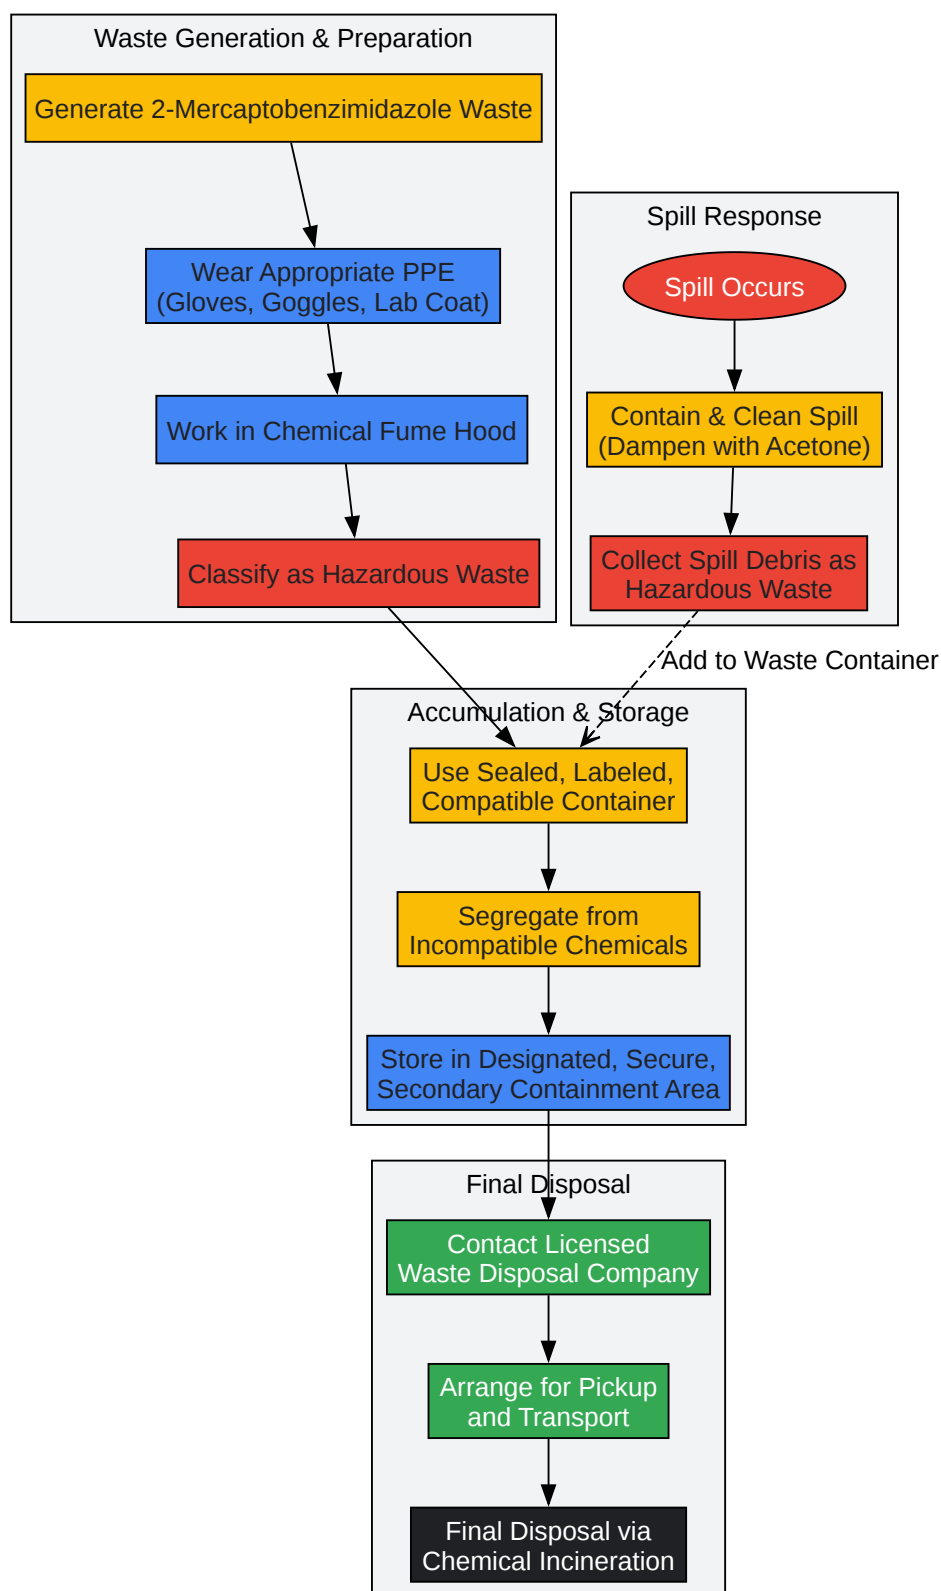 Waste Generation & Preparation
Generate 2-Mercaptobenzimidazole Waste
Wear Appropriate PPE
(Gloves, Goggles, Lab Coat)
Work in Chemical Fume Hood
Classify as Hazardous Waste
Spill Response
Spill Occurs
Contain & Clean Spill
(Dampen with Acetone)
Collect Spill Debris as
Hazardous Waste
Add to Waste Container
Accumulation & Storage
Use Sealed, Labeled,
Compatible Container
Segregate from
Incompatible Chemicals
Store in Designated, Secure,
Secondary Containment Area
Final Disposal
Contact Licensed
Waste Disposal Company
Arrange for Pickup
and Transport
Final Disposal via
Chemical Incineration